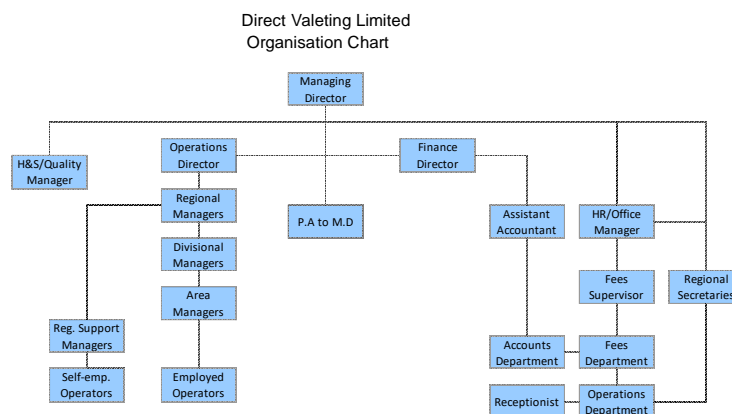 Direct Valeting Limited
Organisation Chart
Managing
Director
H&S/Quality
Manager
Operations
Director
Finance
Director
Regional
Managers
P.A to M.D
Assistant
Accountant
HR/Office
Manager
Divisional
Managers
Area
Managers
Fees
Supervisor
Regional
Secretaries
Reg. Support
Managers
Accounts
Department
Fees
Department
Self-emp.
Operators
Employed
Operators
Receptionist
Operations
Department